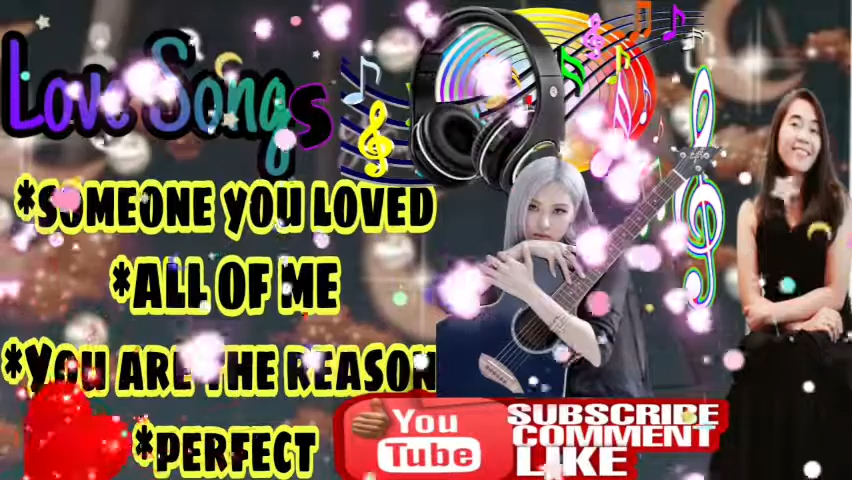 Love Songs
*SOMEONE YOU LOVED
*ALL OF ME
*YOU ARE THE REASON
*PERFECT
You
Tube
SUBSCRIBE
COMMENT
LIKE